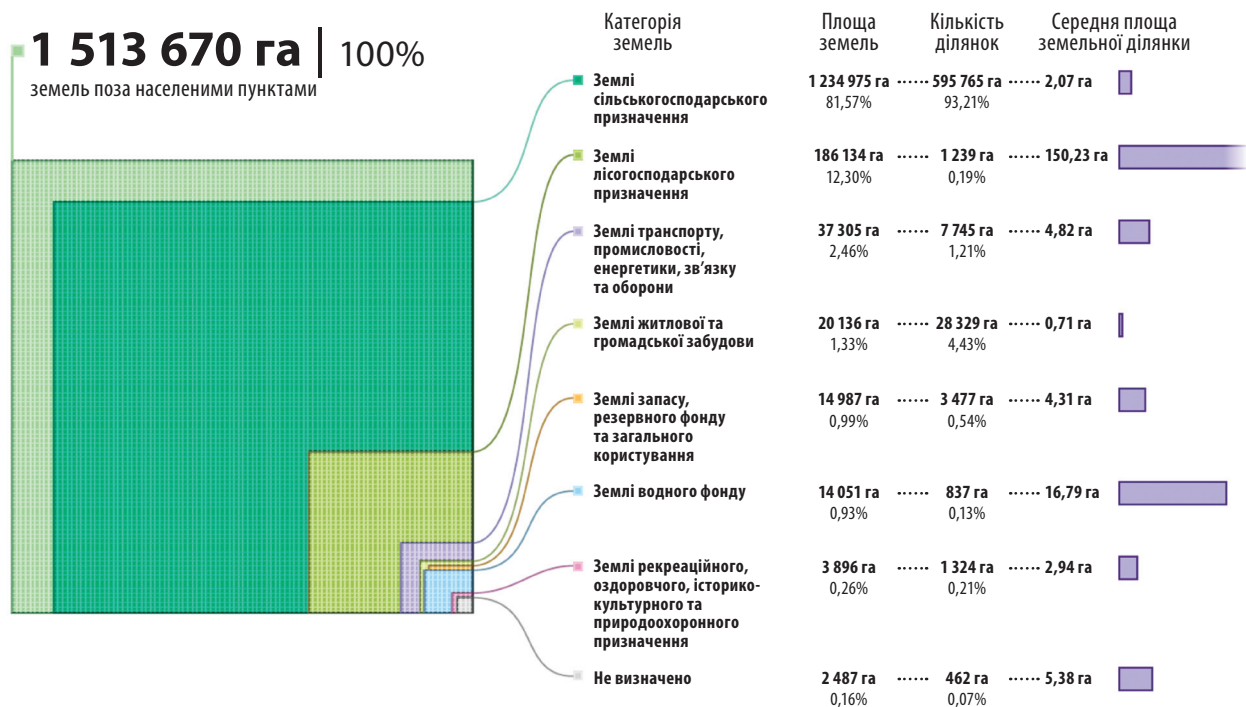 1 513 670 га | 100%
земель поза населеними пунктами
Категорія земель
Площа земель
Кількість ділянок
Середня площа земельної ділянки
Землі
сільськогосподарського
призначення
1 234 975 га ...... 595 765 га ...... 2,07 га
81,57% 93,21%
Землі
лісогосподарського
призначення
186 134 га ...... 1 239 га ...... 150,23 га
12,30% 0,19%
Землі транспорту,
промисловості,
енергетики, зв'язку
та оборони
37 305 га ...... 7 745 га ...... 4,82 га
2,46% 1,21%
Землі житлової та
громадської забудови
20 136 га ...... 28 329 га ...... 0,71 га
1,33% 4,43%
Землі запасу,
резервного фонду
та загального
користування
14 987 га ...... 3 477 га ...... 4,31 га
0,99% 0,54%
Землі водного фонду
14 051 га ...... 837 га ...... 16,79 га
0,93% 0,13%
Землі рекреаційного,
оздоровчого, історико-
культурного та
природоохоронного
призначення
3 896 га ...... 1 324 га ...... 2,94 га
0,26% 0,21%
Не визначено
2 487 га ...... 462 га ...... 5,38 га
0,16% 0,07%